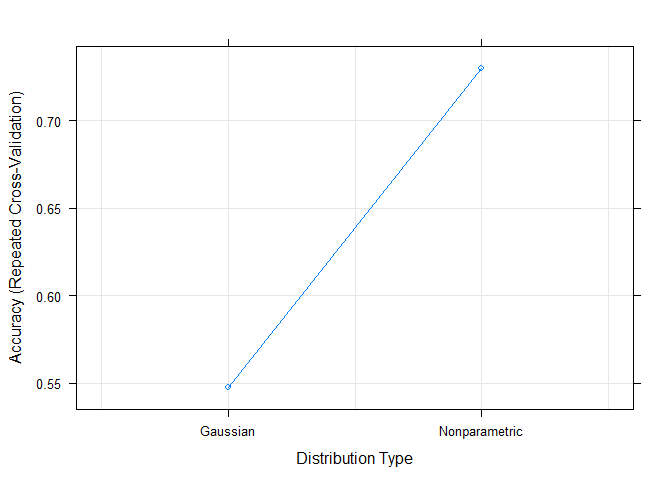 Accuracy (Repeated Cross-Validation)
0.70
0.65
0.60
0.55
Gaussian
Nonparametric
Distribution Type